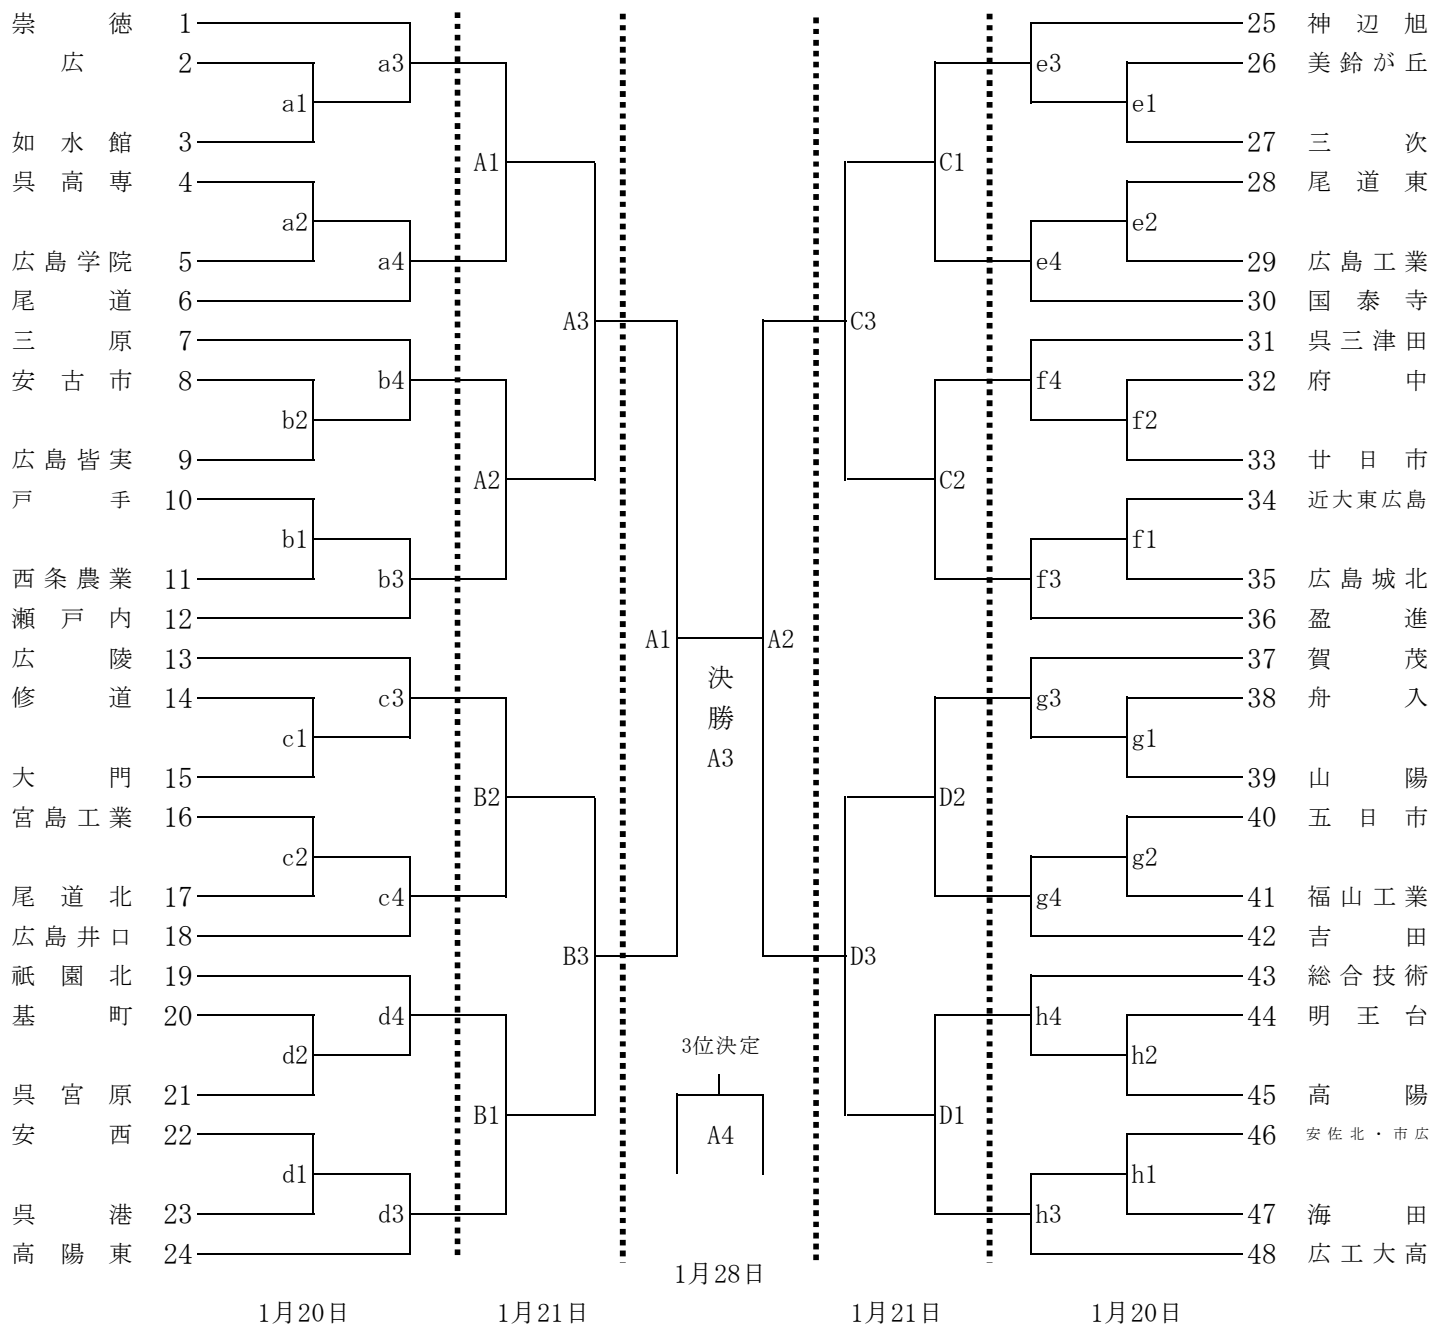 崇徳 1
25 神辺旭
広 2
a3
e3
26 美鈴が丘
a1
e1
如水館 3
A1
C1
27 三次
呉高専 4
28 尾道東
a2
e2
広島学院 5
a4
e4
29 広島工業
尾道 6
30 国泰寺
A3
C3
三原 7
31 呉三津田
安古市 8
b4
f4
32 府中
b2
f2
広島皆実 9
A2
C2
33 廿日市
戸手 10
34 近大東広島
b1
f1
西条農業 11
b3
f3
35 広島城北
瀬戸内 12
36 盈進
A1
A2
広陵 13
決
勝
A3
37 賀茂
修道 14
c3
g3
38 舟入
c1
g1
大門 15
39 山陽
B2
D2
宮島工業 16
40 五日市
c2
g2
尾道北 17
c4
g4
41 福山工業
広島井口 18
42 吉田
B3
D3
祇園北 19
43 総合技術
基町 20
d4
h4
44 明王台
3位決定
d2
h2
呉宮原 21
45 高陽
B1
A4
D1
安西 22
46 安佐北・市広
d1
h1
呉港 23
d3
h3
47 海田
高陽東 24
48 広工大高
1月28日
1月20日
1月21日
1月21日
1月20日